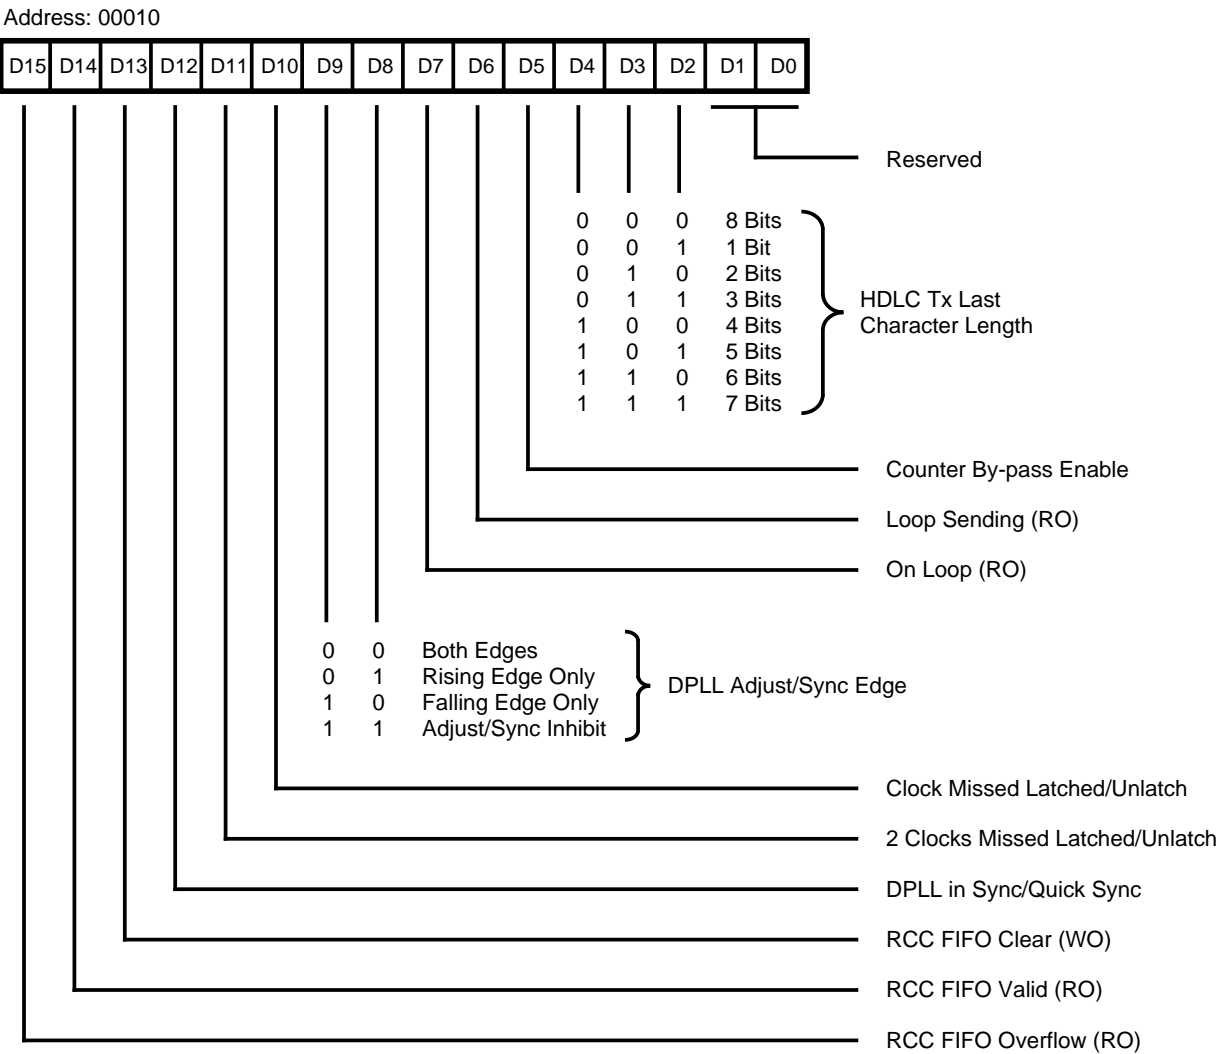 Address: 00010
D15 D14 D13 D12 D11 D10 D9 D8 D7 D6 D5 D4 D3 D2 D1 D0
Reserved
0 0 0 8 Bits
0 0 1 1 Bit
0 1 0 2 Bits
0 1 1 3 Bits
1 0 0 4 Bits
1 0 1 5 Bits
1 1 0 6 Bits
1 1 1 7 Bits
HDLC Tx Last
Character Length
Counter By-pass Enable
Loop Sending (RO)
On Loop (RO)
0 0 Both Edges
0 1 Rising Edge Only
1 0 Falling Edge Only
1 1 Adjust/Sync Inhibit
DPLL Adjust/Sync Edge
Clock Missed Latched/Unlatch
2 Clocks Missed Latched/Unlatch
DPLL in Sync/Quick Sync
RCC FIFO Clear (WO)
RCC FIFO Valid (RO)
RCC FIFO Overflow (RO)